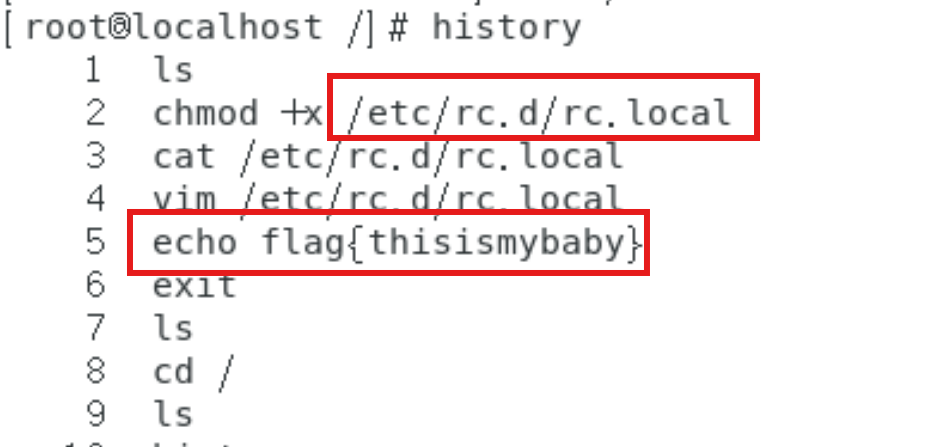 [root@localhost /]# history
1 ls
2 chmod +x /etc/rc.d/rc.local
3 cat /etc/rc.d/rc.local
4 vim /etc/rc.d/rc.local
5 echo flag{thisismybaby}
6 exit
7 ls
8 cd /
9 ls